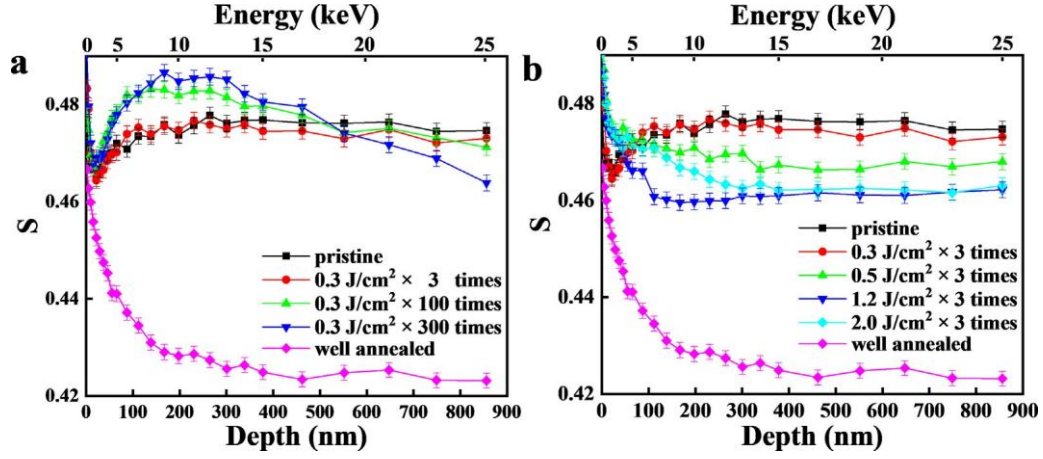 Energy (keV)
0 5 10 15 20 25
a
S
0.48
0.46
0.44
0.42
pristine
0.3 J/cm² × 3 times
0.3 J/cm² × 100 times
0.3 J/cm² × 300 times
well annealed
0 100 200 300 400 500 600 700 800 900
Depth (nm)
Energy (keV)
0 5 10 15 20 25
b
S
0.48
0.46
0.44
0.42
pristine
0.3 J/cm² × 3 times
0.5 J/cm² × 3 times
1.2 J/cm² × 3 times
2.0 J/cm² × 3 times
well annealed
0 100 200 300 400 500 600 700 800 900
Depth (nm)